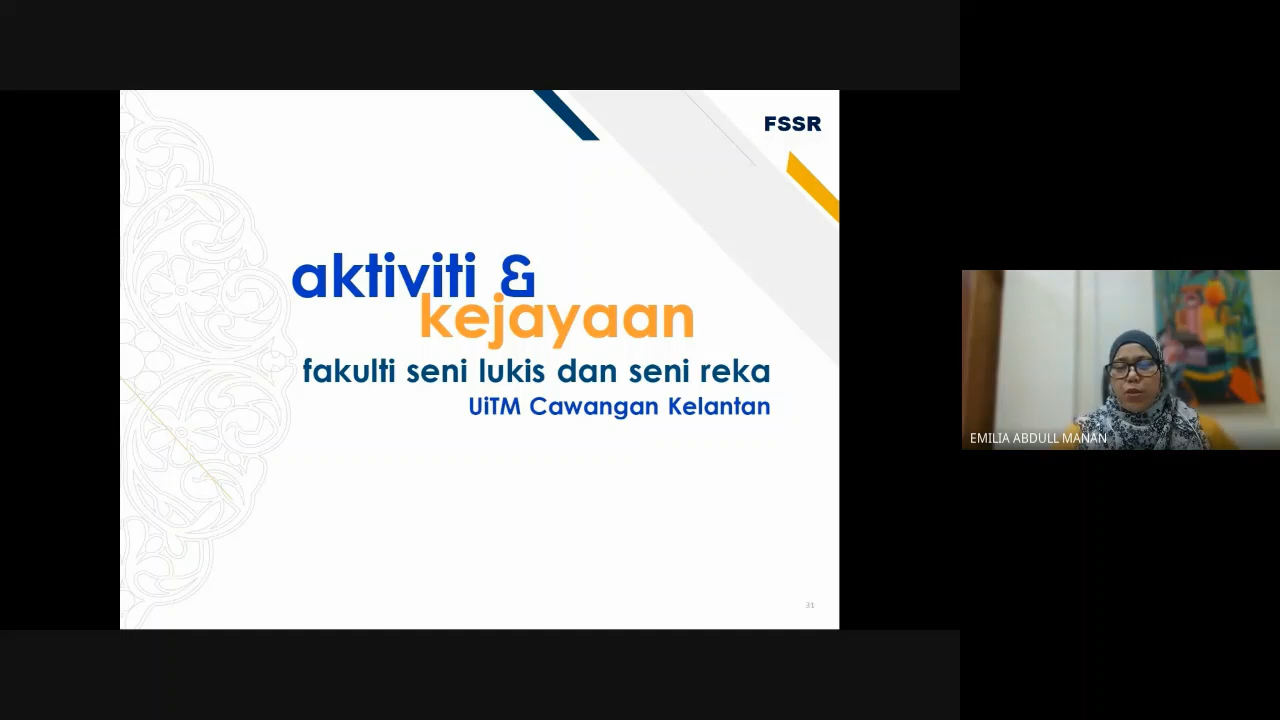 FSSR
aktiviti &
kejayaan
fakulti seni lukis dan seni reka
UiTM Cawangan Kelantan
31
EMILIA ABDULL MANAN